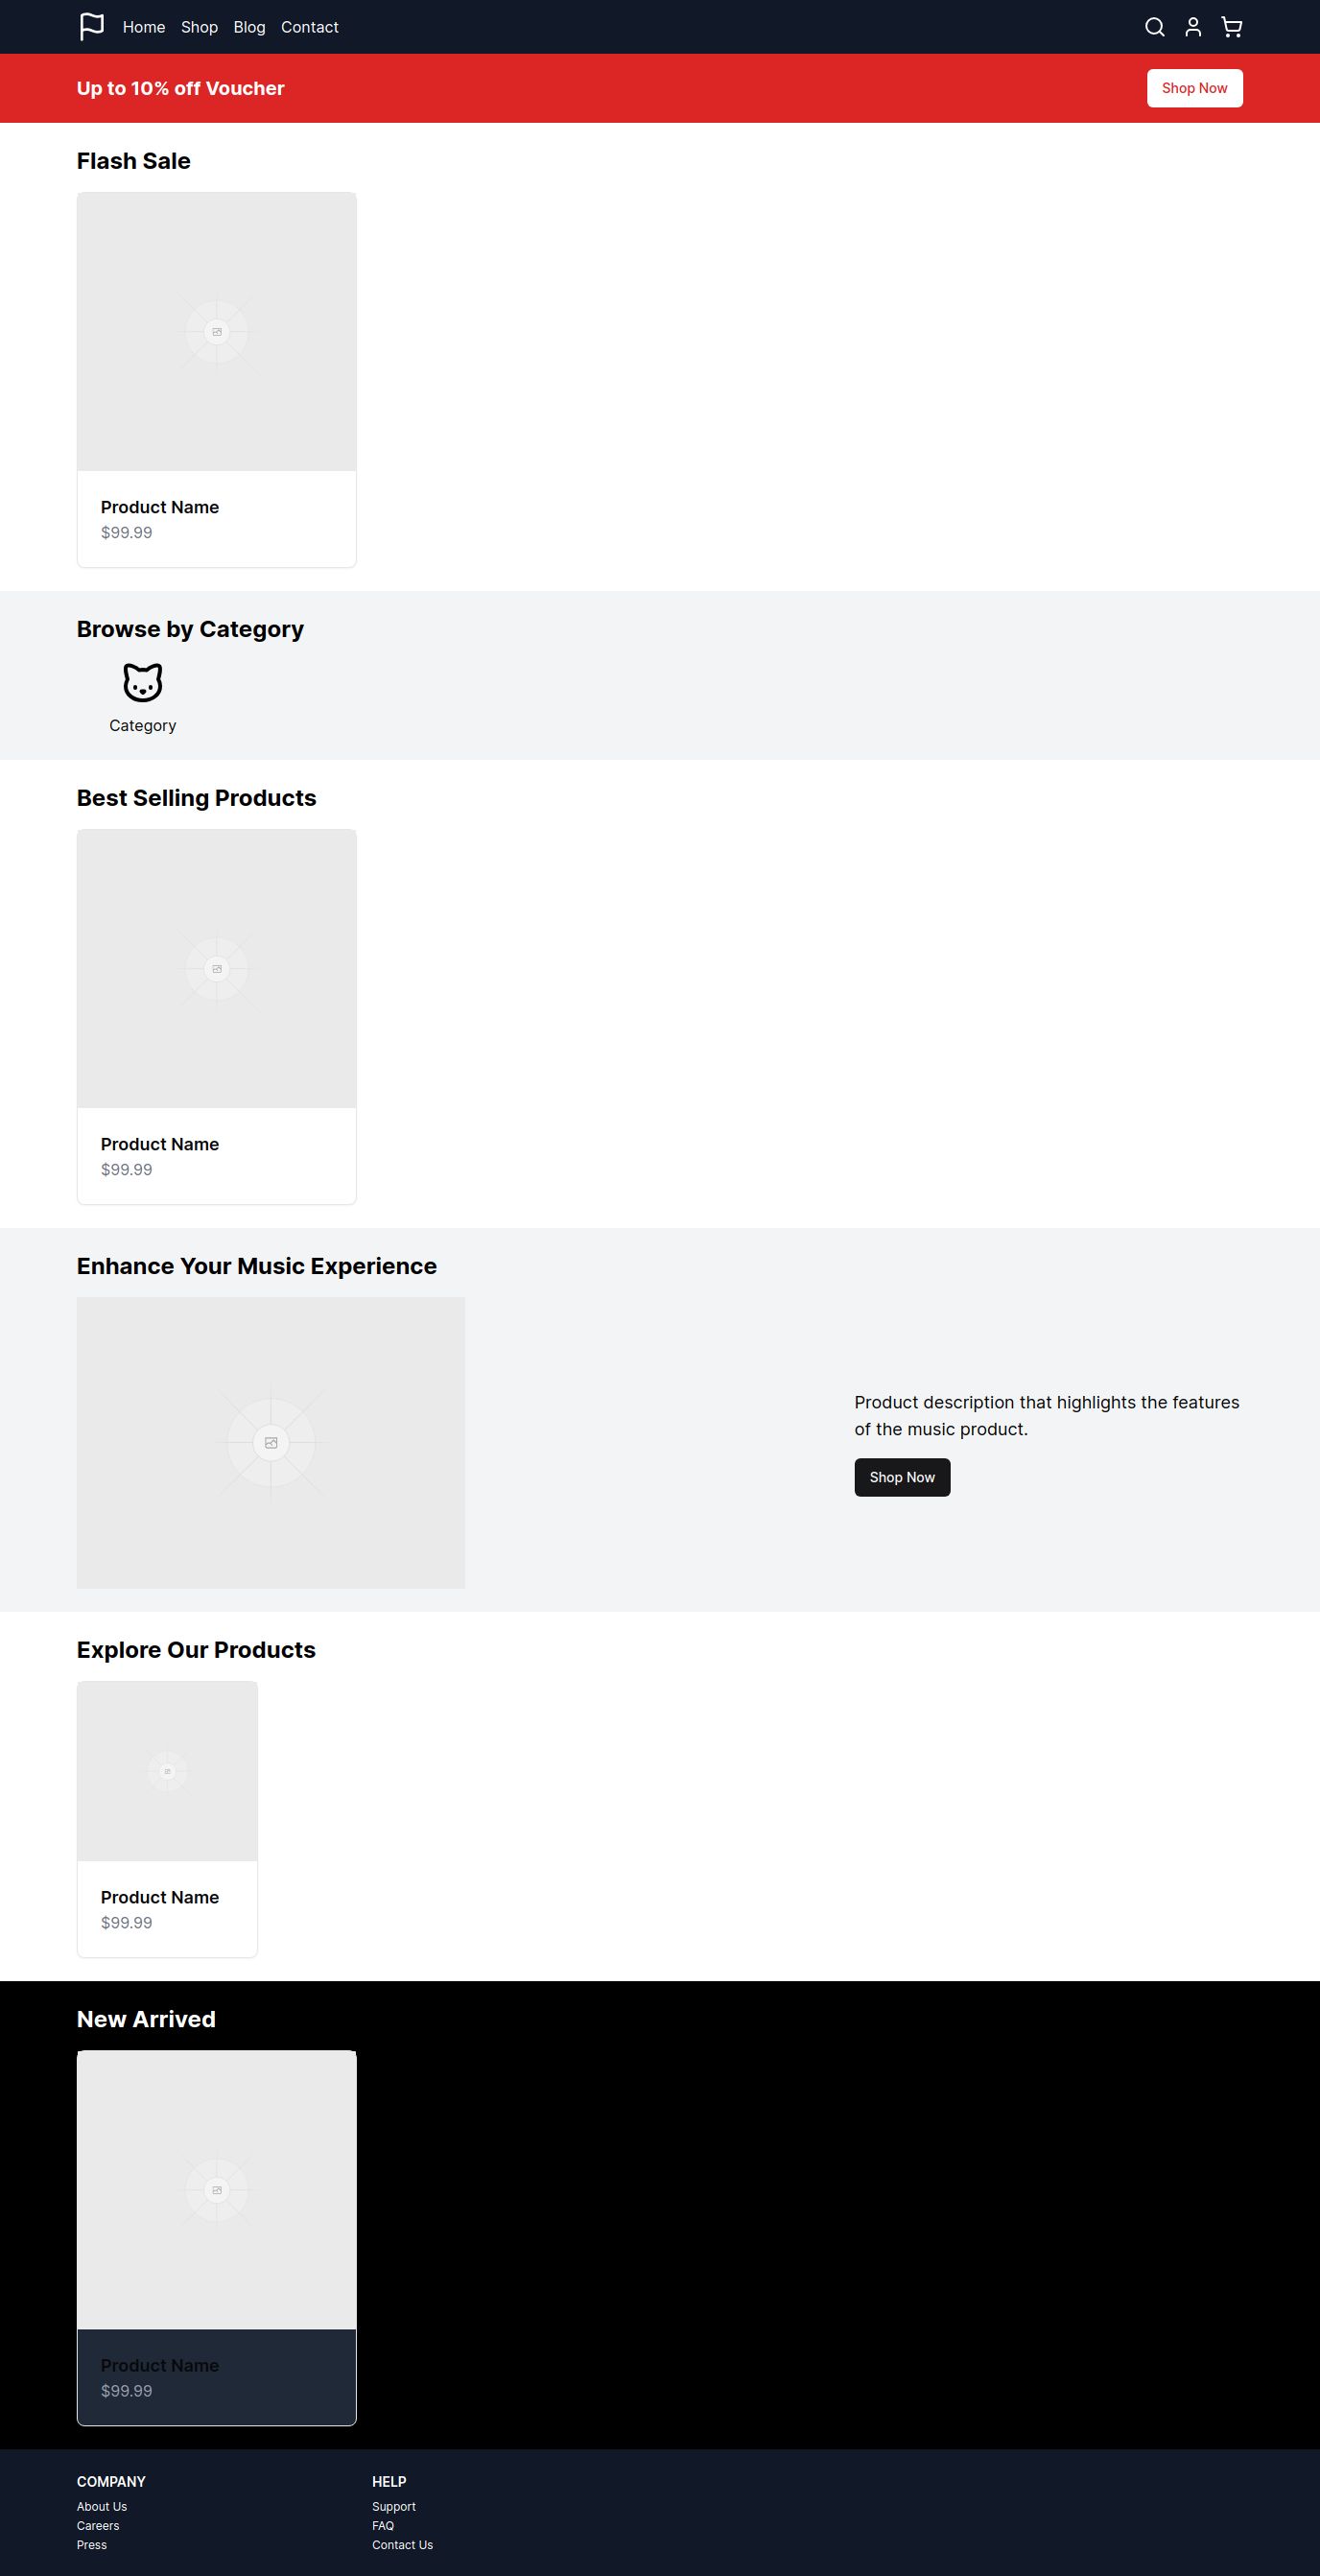 Home Shop Blog Contact
Up to 10% off Voucher
Shop Now
Flash Sale
Product Name
$99.99
Browse by Category
Category
Best Selling Products
Product Name
$99.99
Enhance Your Music Experience
Product description that highlights the features
of the music product.
Shop Now
Explore Our Products
Product Name
$99.99
New Arrived
Product Name
$99.99
COMPANY
About Us
Careers
Press
HELP
Support
FAQ
Contact Us